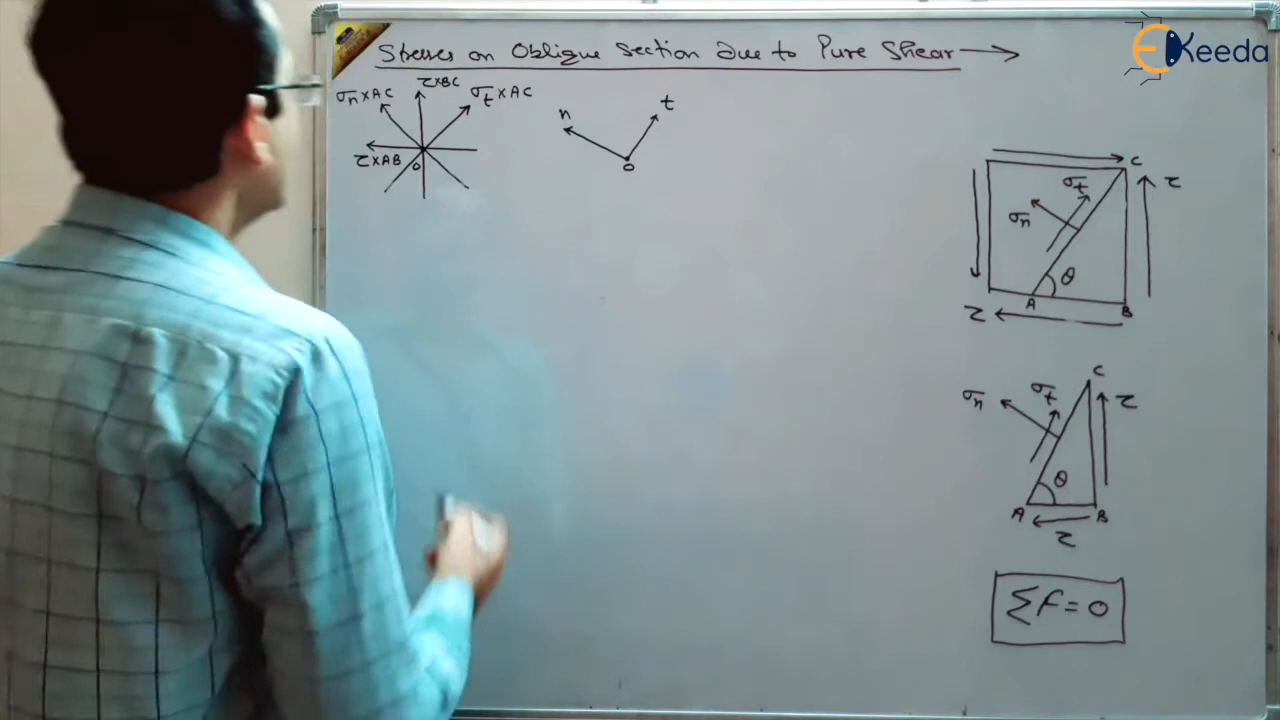 Stresses on Oblique Section Due to Pure Shear →
EKeeda
σn×AC
τ×BC
σt×AC
τ×AB
O
n
t
O
C
τ
σt
σn
θ
A
B
τ
C
σn
σt
τ
θ
A
B
τ
ΣF=0